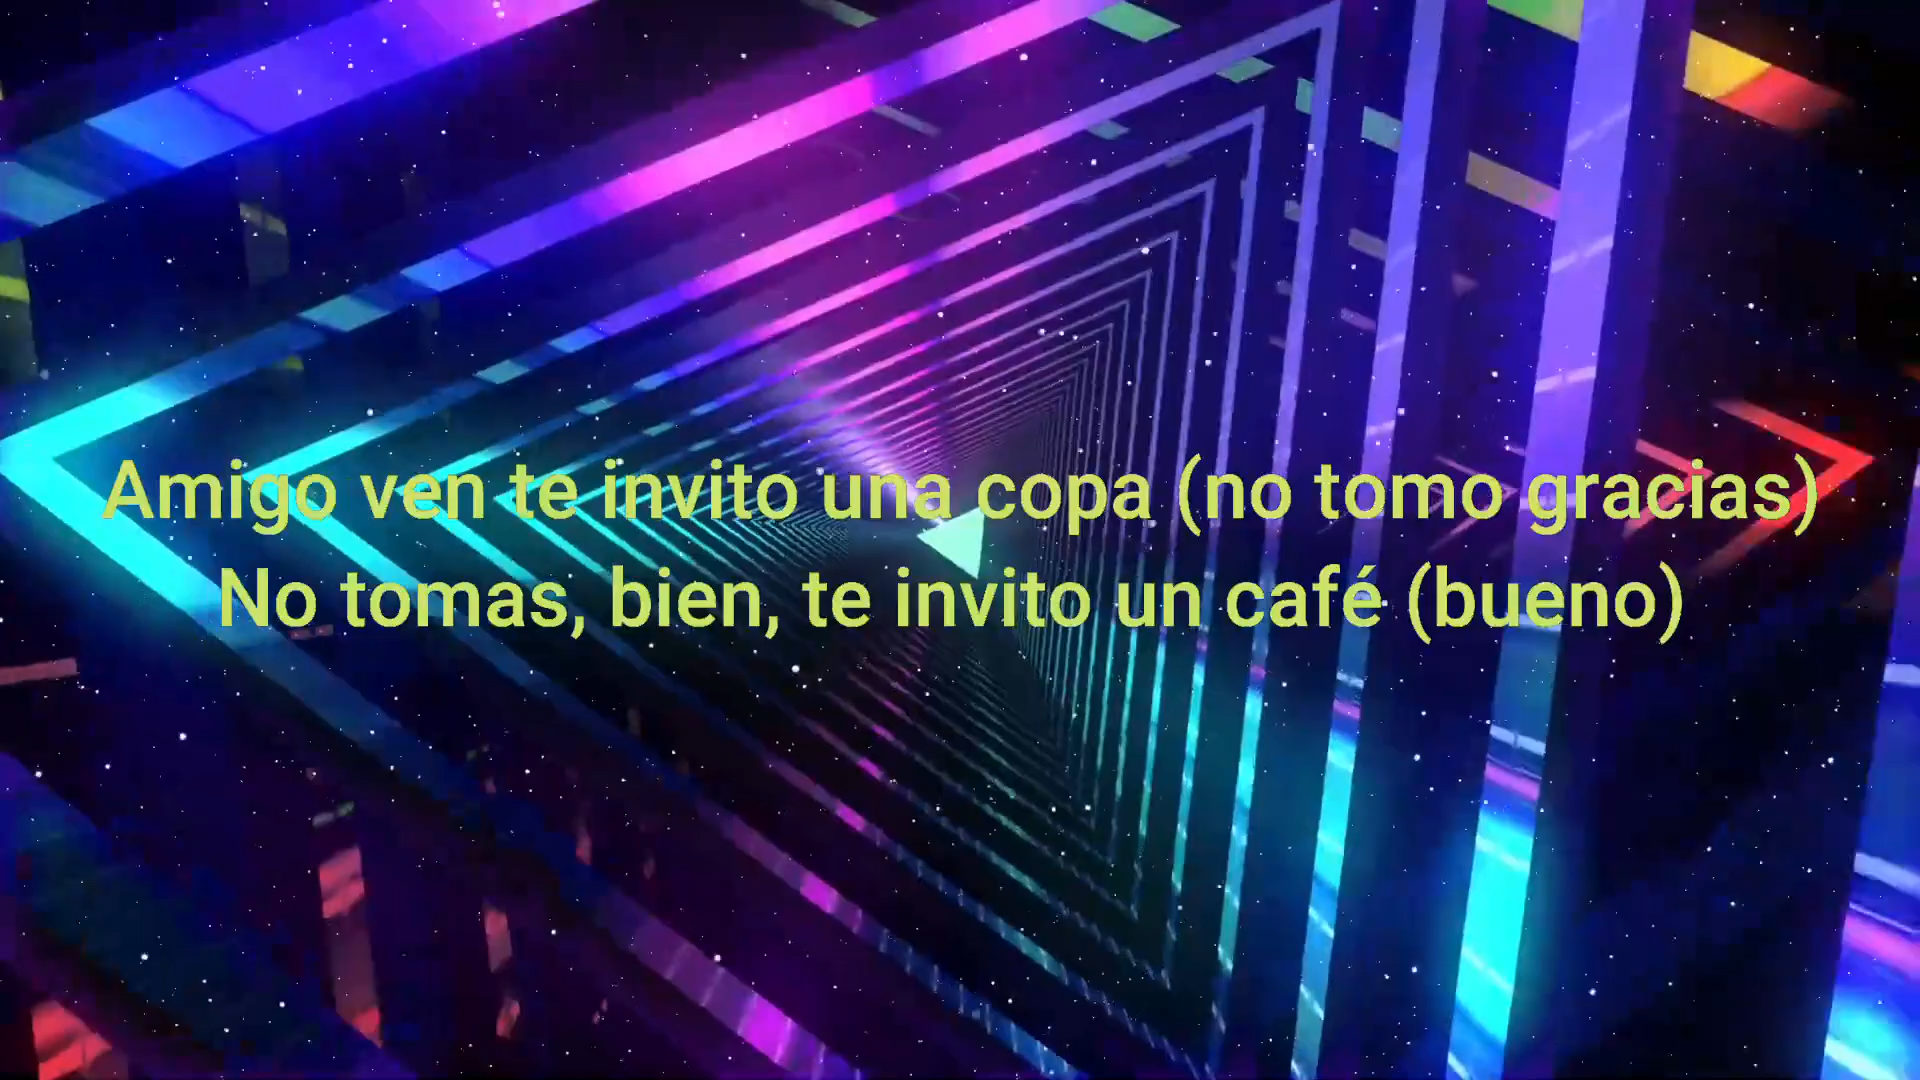 Amigo ven te invito una copa (no tomo gracias)
No tomas, bien, te invito un café (bueno)